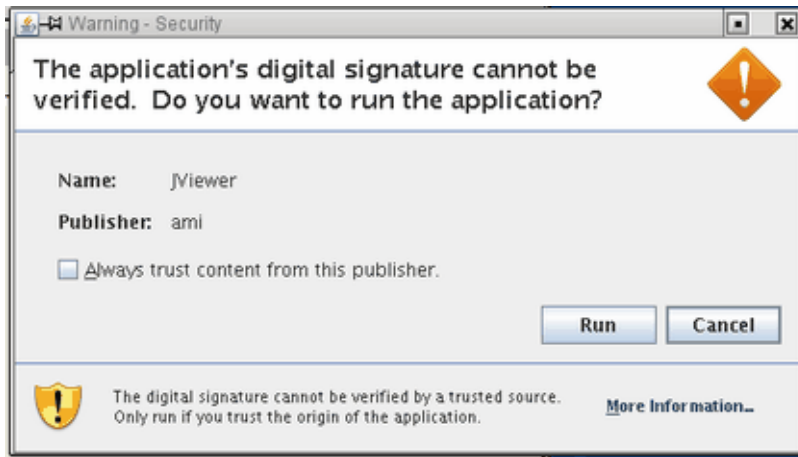 Warning - Security
The application's digital signature cannot be
verified. Do you want to run the application?
Name: JViewer
Publisher: ami
Always trust content from this publisher.
Run Cancel
The digital signature cannot be verified by a trusted source.
Only run if you trust the origin of the application.
More Information...